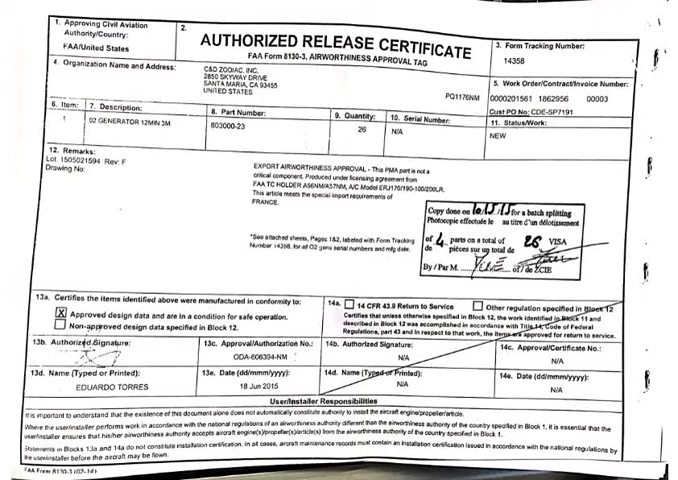 1. Approving Civil Aviation Authority/Country:
FAA/United States
2.
AUTHORIZED RELEASE CERTIFICATE
FAA Form 8130-3, AIRWORTHINESS APPROVAL TAG
3. Form Tracking Number:
14358
4. Organization Name and Address:
C&D ZODIAC, INC.
2850 SKYWAY DRIVE
SANTA MARIA, CA 93455
UNITED STATES
PQ1176NM
5. Work Order/Contract/Invoice Number:
0000201561 1862956 00003
Cust PO No: CDE-SP7191
6. Item:
1
7. Description:
02 GENERATOR 12MIN 3M
8. Part Number:
803000-23
9. Quantity:
26
10. Serial Number:
N/A
11. Status/Work:
NEW
12. Remarks:
Lot: 1505021594 Rev: F
Drawing No:
EXPORT AIRWORTHINESS APPROVAL - This PMA part is not a
critical component. Produced under licensing agreement from
FAA TC HOLDER A56NM/A57NM, A/C Model ERJ170/190-100/200LR.
This article meets the special import requirements of
FRANCE.
*See attached sheets, Pages 1&2, labeled with Form Tracking
Number 14358, for all O2 gens serial numbers and mfg date.
Copy done on for a batch splitting
Photocopie effectuée le au titre d'un délotissement
of 4 parts on a total of 26 VISA
de pièces sur un total de
By / Par M. of / de ZCIE
13a. Certifies the items identified above were manufactured in conformity to:
X Approved design data and are in a condition for safe operation.
Non-approved design data specified in Block 12.
14a. 14 CFR 43.9 Return to Service Other regulation specified in Block 12
Certifies that unless otherwise specified in Block 12, the work identified in Block 11 and
described in Block 12 was accomplished in accordance with Title 14, Code of Federal
Regulations, part 43 and in respect to that work, the items are approved for return to service.
13b. Authorized Signature:
13c. Approval/Authorization No.:
ODA-606394-NM
14b. Authorized Signature:
N/A
14c. Approval/Certificate No.:
N/A
13d. Name (Typed or Printed):
EDUARDO TORRES
13e. Date (dd/mmm/yyyy):
18 Jun 2015
14d. Name (Typed or Printed):
N/A
14e. Date (dd/mmm/yyyy):
N/A
User/Installer Responsibilities
It is important to understand that the existence of this document alone does not automatically constitute authority to install the aircraft engine/propeller/article.
Where the user/installer performs work in accordance with the national regulations of an airworthiness authority different than the airworthiness authority of the country specified in Block 1, it is essential that the
user/installer ensures that his/her airworthiness authority accepts aircraft engine(s)/propeller(s)/article(s) from the airworthiness authority of the country specified in Block 1.
Statements in Blocks 13a and 14a do not constitute installation certification. In all cases, aircraft maintenance records must contain an installation certification issued in accordance with the national regulations by
the user/installer before the aircraft may be flown.
FAA Form 8130-3 (02-14)